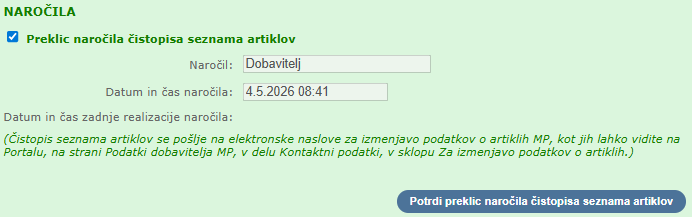 NAROČILA
Preklic naročila čistopisa seznama artiklov
Naročil: Dobavitelj
Datum in čas naročila: 4.5.2026 08:41
Datum in čas zadnje realizacije naročila:
(Čistopis seznama artiklov se pošlje na elektronske naslove za izmenjavo podatkov o artiklih MP, kot jih lahko vidite na
Portalu, na strani Podatki dobavitelja MP, v delu Kontaktni podatki, v sklopu Za izmenjavo podatkov o artiklih.)
Potrdi preklic naročila čistopisa seznama artiklov